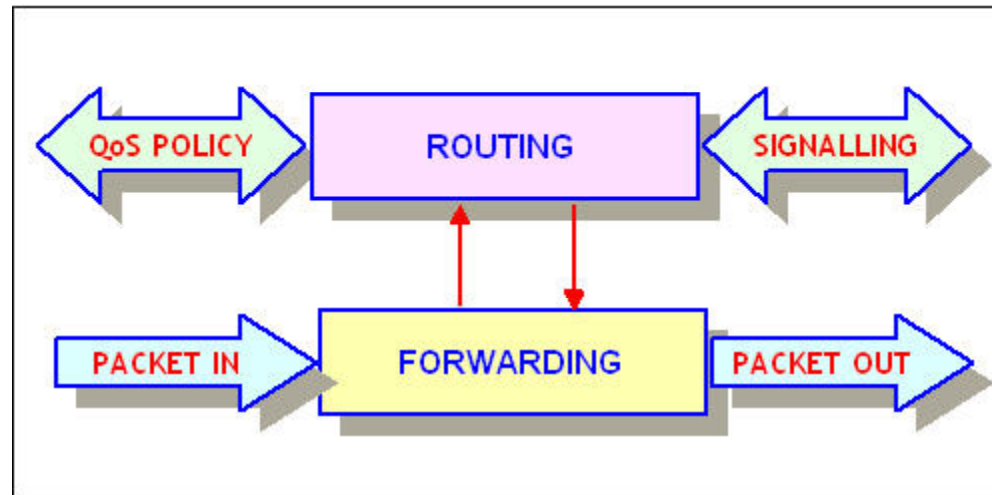 QoS POLICY
ROUTING
SIGNALLING
PACKET IN
FORWARDING
PACKET OUT